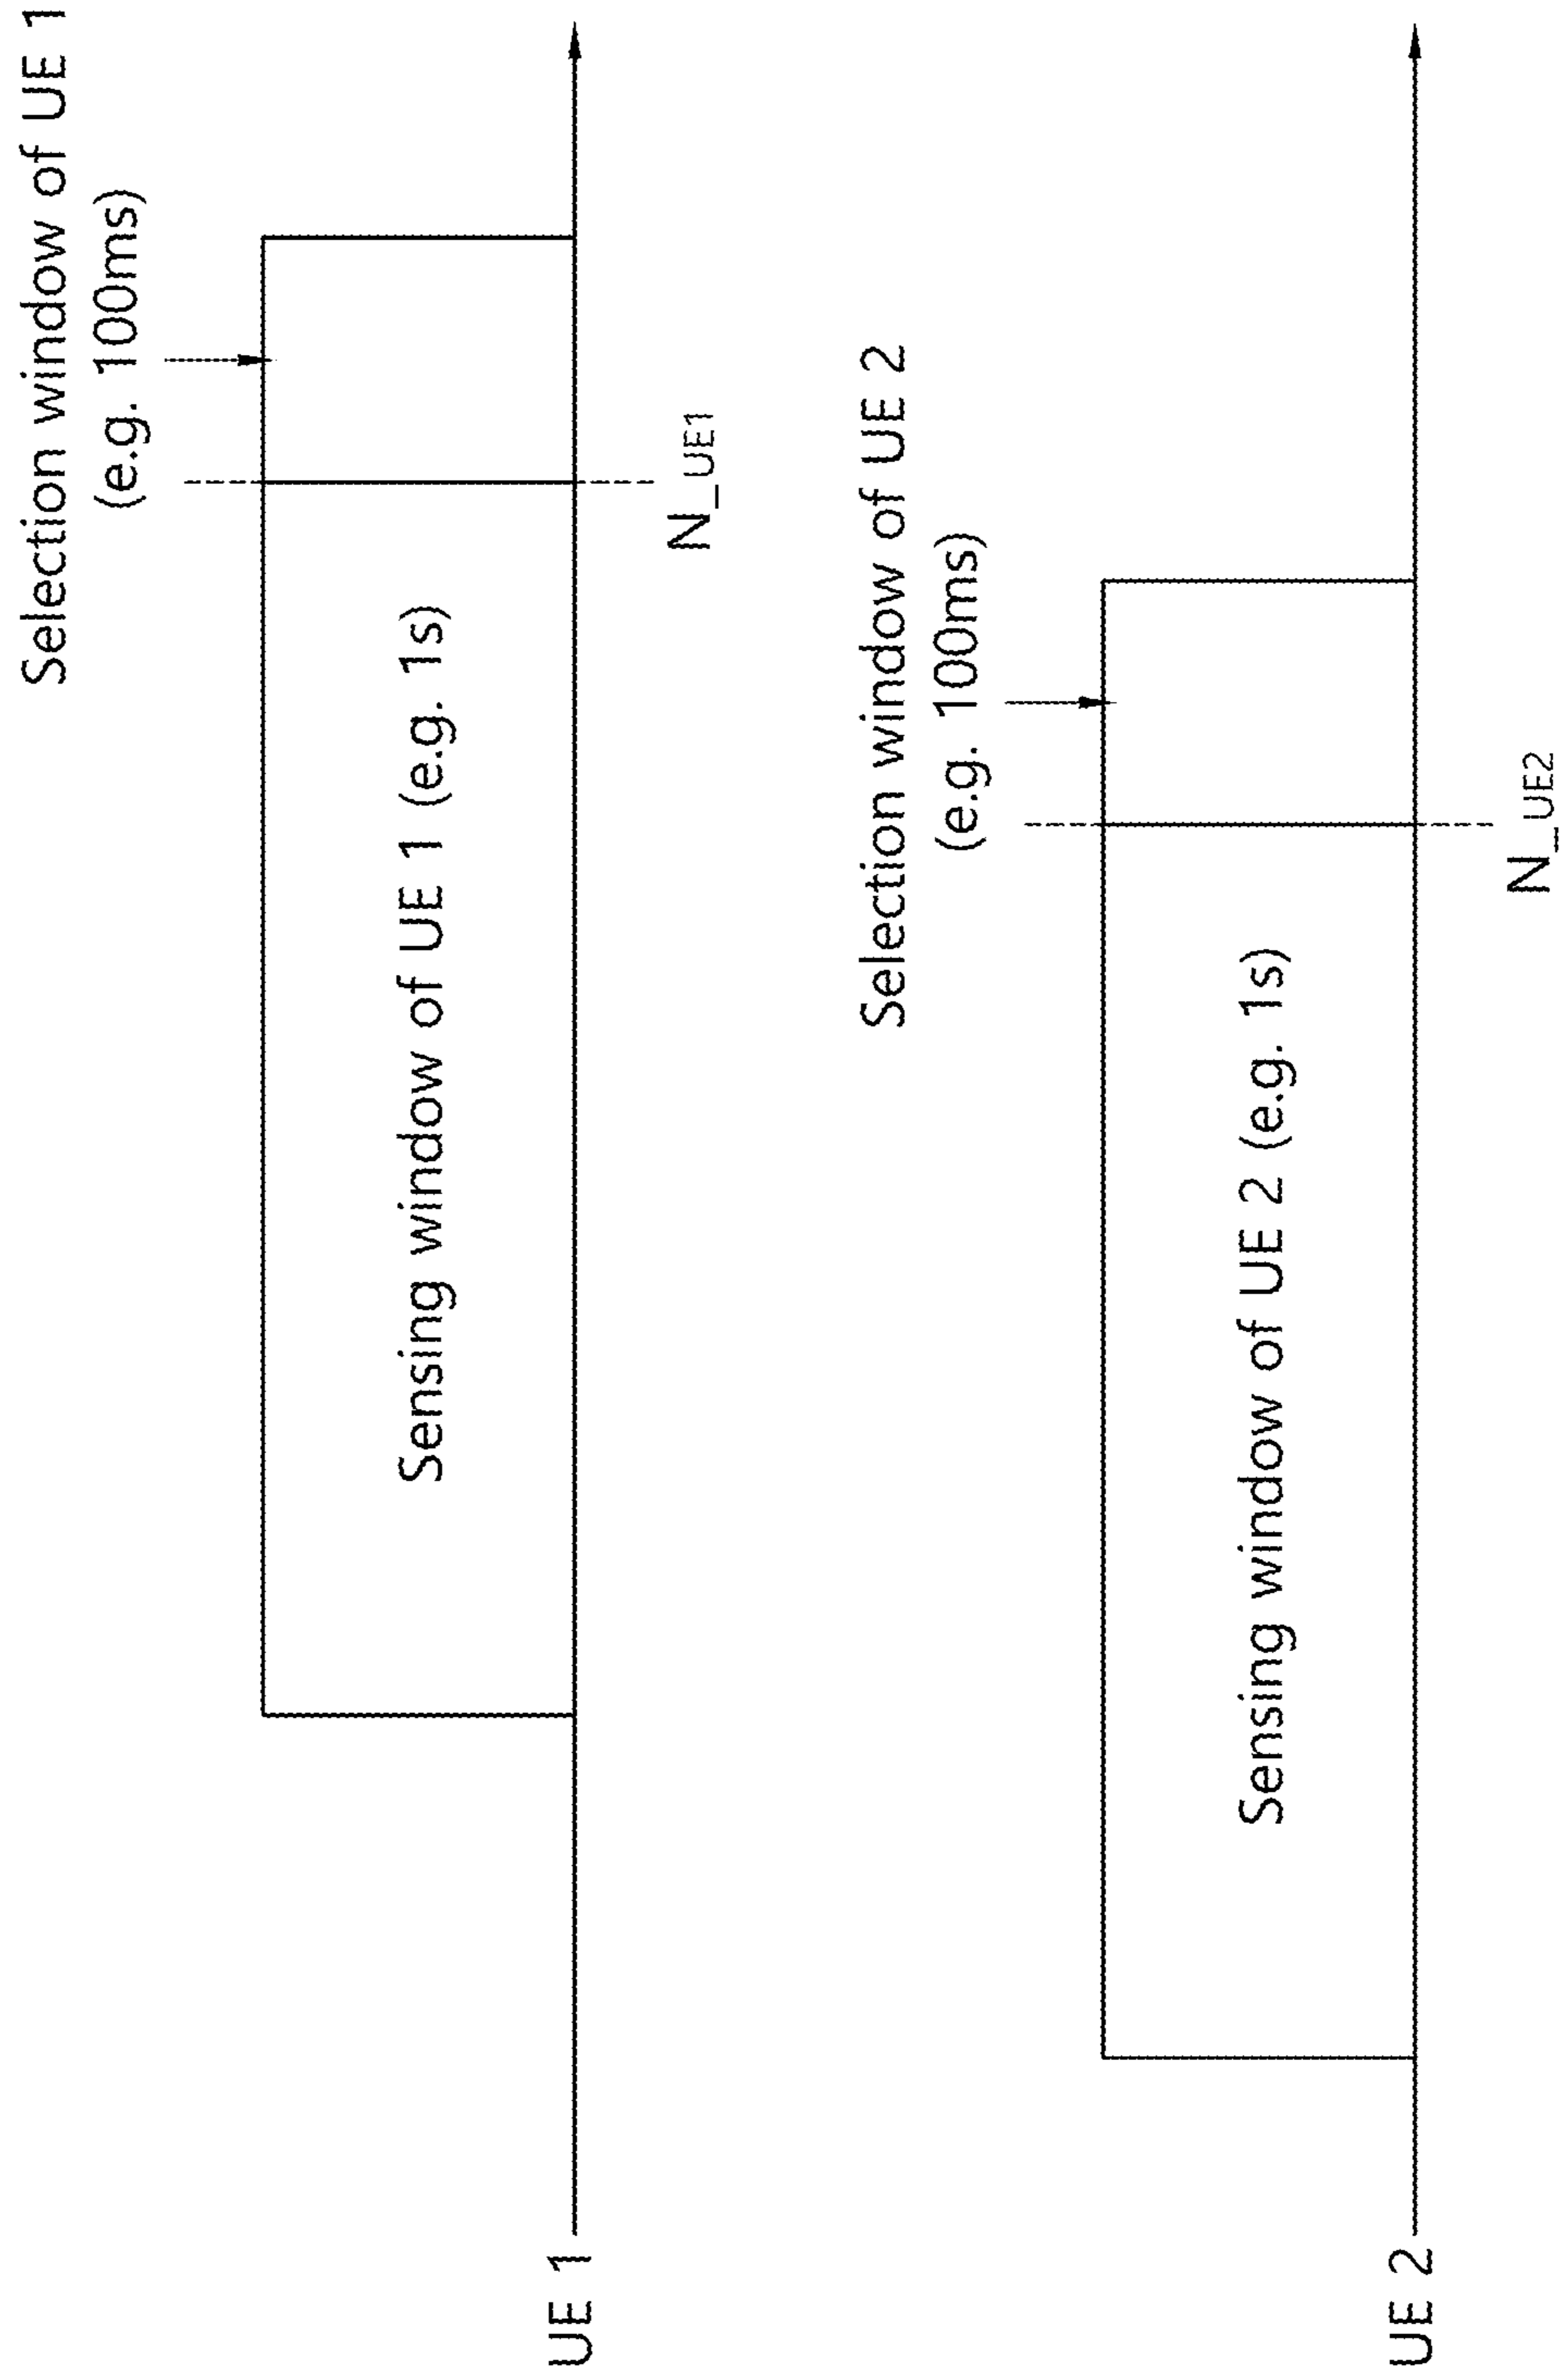 Selection window of UE 1
(e.g. 100ms)
Sensing window of UE 1 (e.g. 1s)
UE 1
N_UE1
Selection window of UE 2
(e.g. 100ms)
Sensing window of UE 2 (e.g. 1s)
UE 2
N_UE2